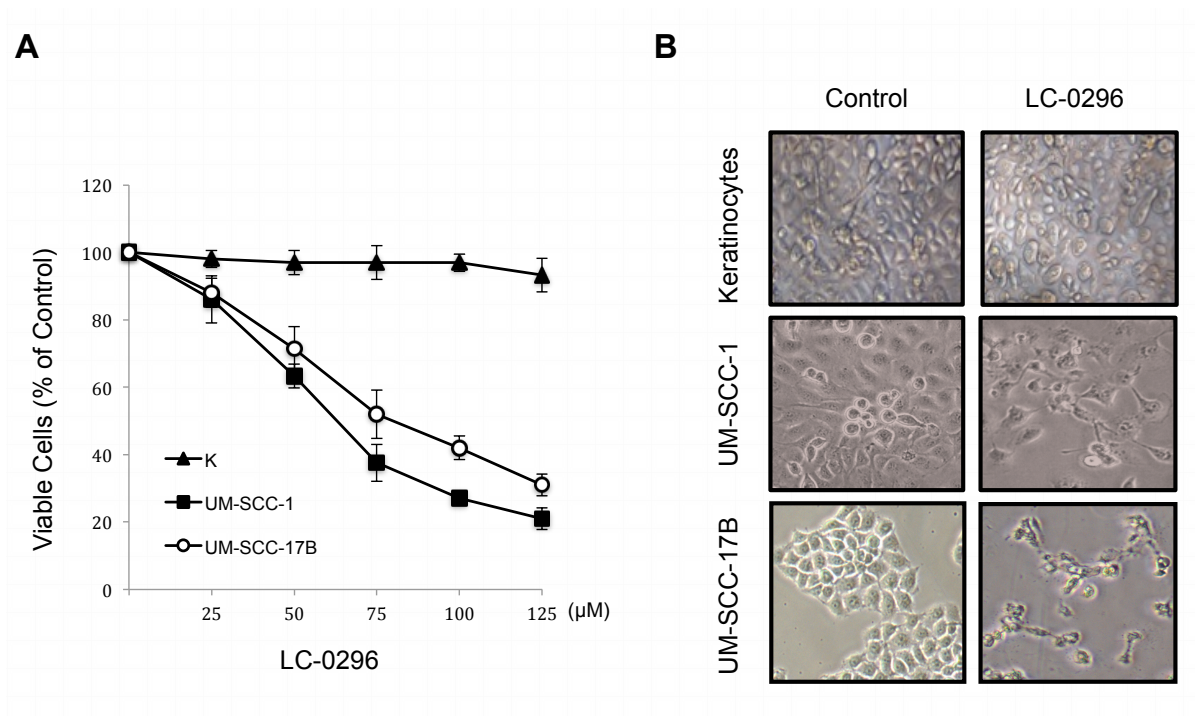 A
B
Control
LC-0296
Keratinocytes
UM-SCC-1
UM-SCC-17B
Viable Cells (% of Control)
120
100
80
60
40
20
0
K
UM-SCC-1
UM-SCC-17B
25 50 75 100 125 (μM)
LC-0296